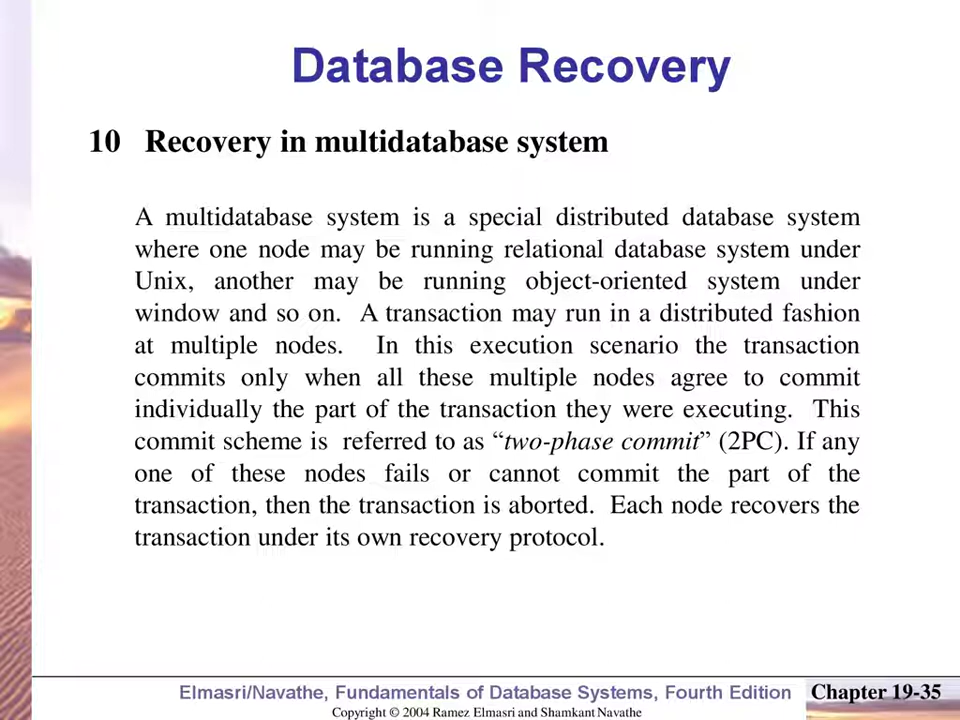 Database Recovery
10 Recovery in multidatabase system
A multidatabase system is a special distributed database system
where one node may be running relational database system under
Unix, another may be running object-oriented system under
window and so on. A transaction may run in a distributed fashion
at multiple nodes. In this execution scenario the transaction
commits only when all these multiple nodes agree to commit
individually the part of the transaction they were executing. This
commit scheme is referred to as “two-phase commit” (2PC). If any
one of these nodes fails or cannot commit the part of the
transaction, then the transaction is aborted. Each node recovers the
transaction under its own recovery protocol.
Elmasri/Navathe, Fundamentals of Database Systems, Fourth Edition Chapter 19-35
Copyright © 2004 Ramez Elmasri and Shamkant Navathe